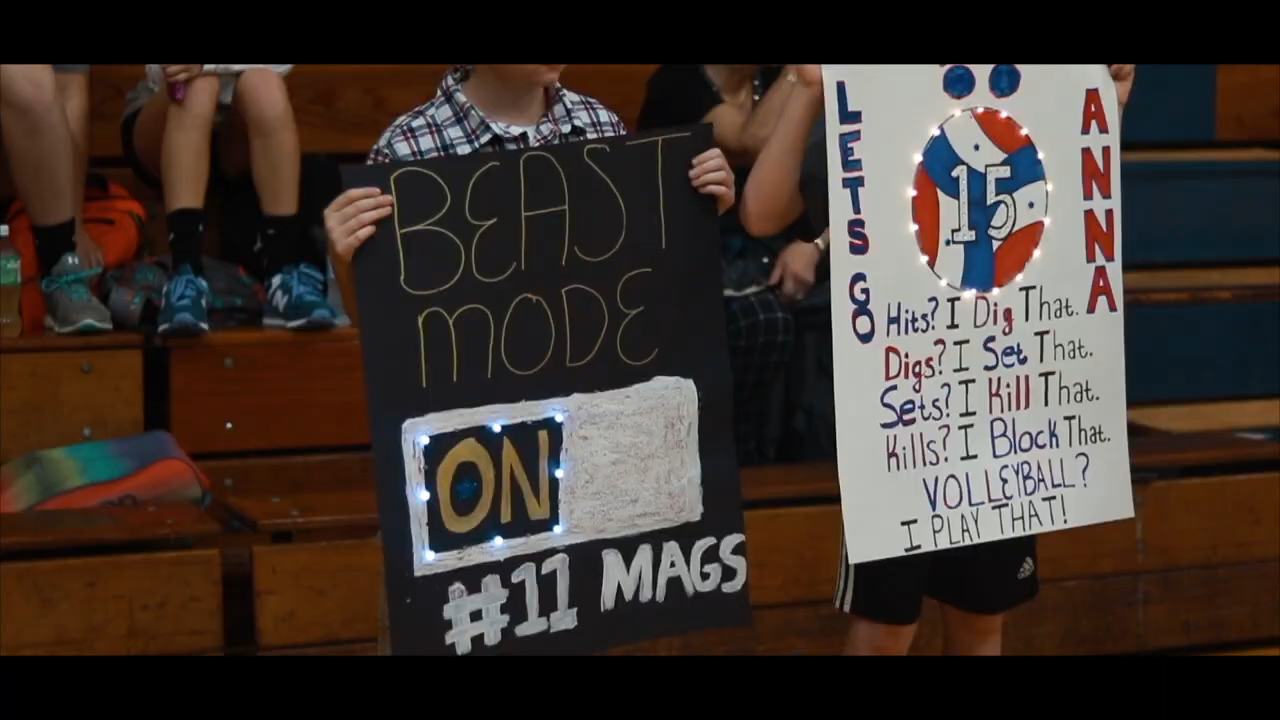 BEAST
MODE
ON
#11 MAGS
LETS GO
15
ANNA
Hits? I Dig That.
Digs? I Set That.
Sets? I Kill That.
Kills? I Block That.
VOLLEYBALL?
I PLAY THAT!